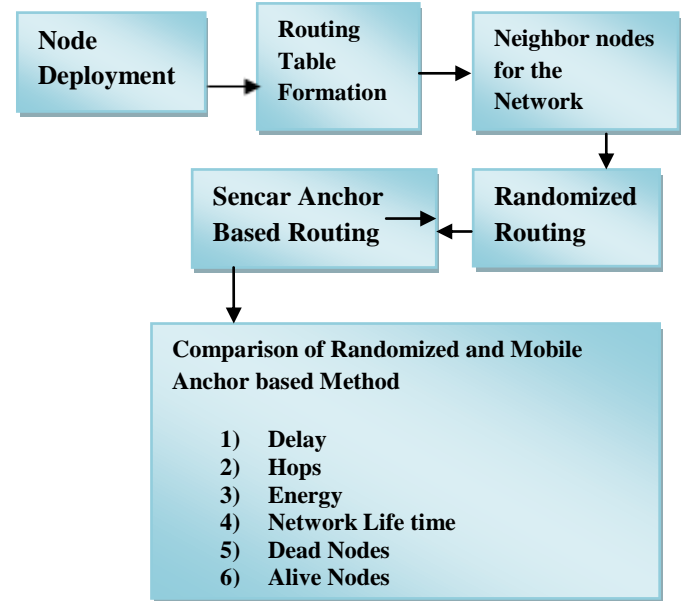 Node
Deployment
Routing
Table
Formation
Neighbor nodes
for the
Network
Sencar Anchor
Based Routing
Randomized
Routing
Comparison of Randomized and Mobile
Anchor based Method
1) Delay
2) Hops
3) Energy
4) Network Life time
5) Dead Nodes
6) Alive Nodes